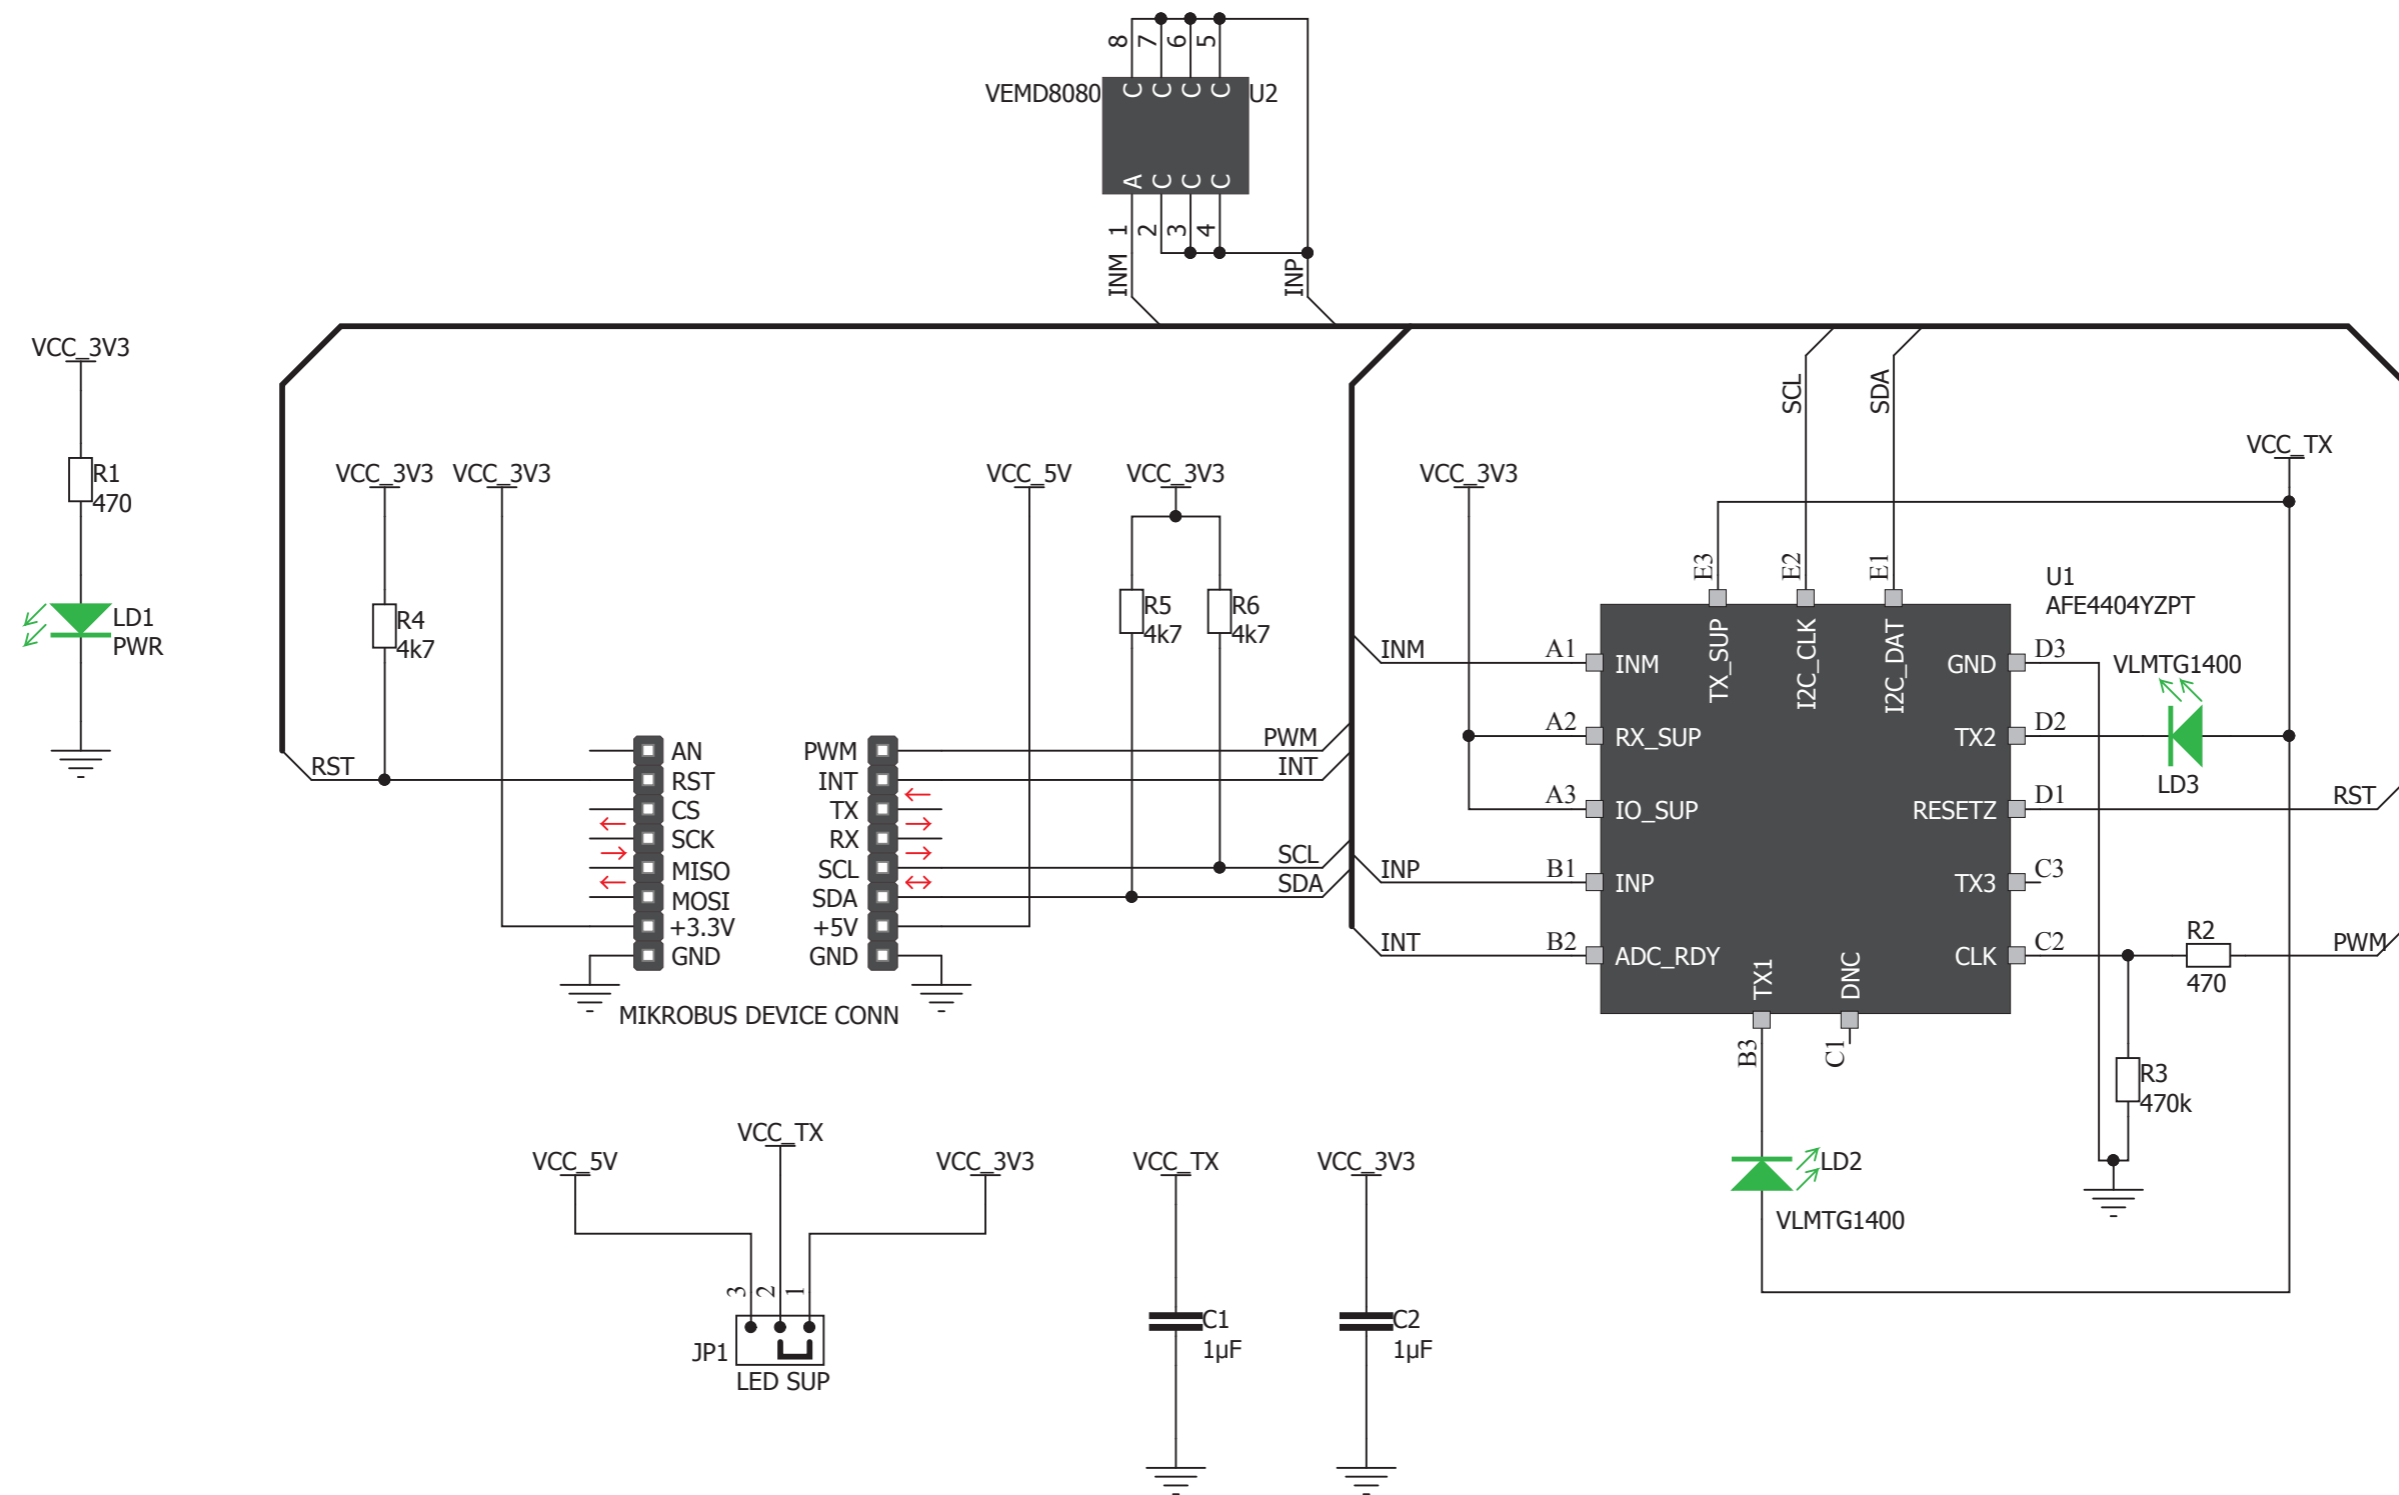 8
7
6
5
VEMD8080
C
C
C
C
U2
A
C
C
C
1
2
3
4
INM
INP
VCC_3V3
R1
470
LD1
PWR
VCC_3V3
VCC_3V3
VCC_5V
VCC_3V3
R4
4k7
R5
4k7
R6
4k7
RST
AN
RST
CS
SCK
MISO
MOSI
+3.3V
GND
PWM
INT
TX
RX
SCL
SDA
+5V
GND
PWM
INT
SCL
SDA
MIKROBUS DEVICE CONN
VCC_3V3
SCL
SDA
VCC_TX
E3
E2
E1
U1
AFE4404YZPT
INM
A1
INM
A2
RX_SUP
A3
IO_SUP
INP
B1
INP
INT
B2
ADC_RDY
TX_SUP
I2C_CLK
I2C_DAT
GND
D3
TX2
D2
RESETZ
D1
TX3
C3
CLK
C2
TX1
DNC
B3
C1
VLMTG1400
LD3
RST
R2
470
PWM
R3
470k
LD2
VLMTG1400
VCC_5V
VCC_TX
VCC_3V3
3
2
1
JP1
LED SUP
VCC_TX
C1
1µF
VCC_3V3
C2
1µF